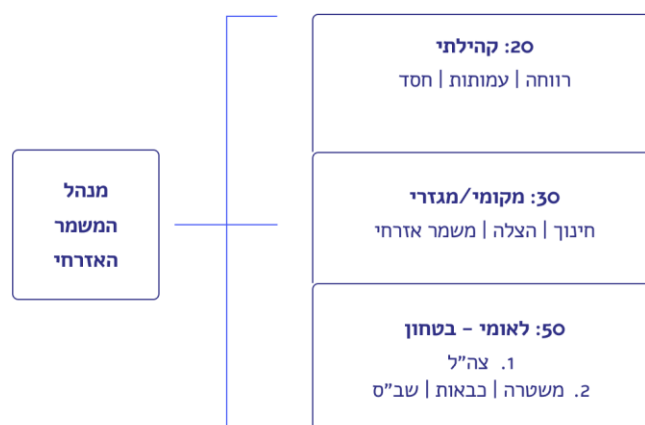 מנהל
המשמר
האזרחי
20: קהילתי
רווחה | עמותות | חסד
30: מקומי/מגזרי
חינוך | הצלה | משמר אזרחי
50: לאומי – בטחון
1. צה"ל
2. משטרה | כבאות | שב"ס